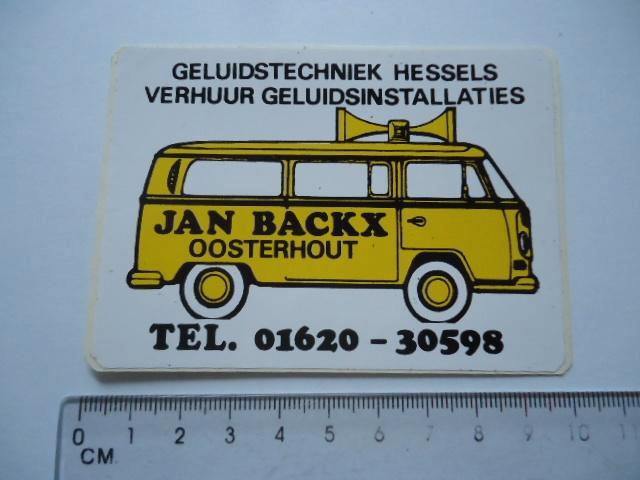 GELUIDSTECHNIEK HESSELS
VERHUUR GELUIDSINSTALLATIES
JAN BACKX
OOSTERHOUT
TEL. 01620 - 30598
0 1 2 3 4 5 6 7 8 9 10 11
CM